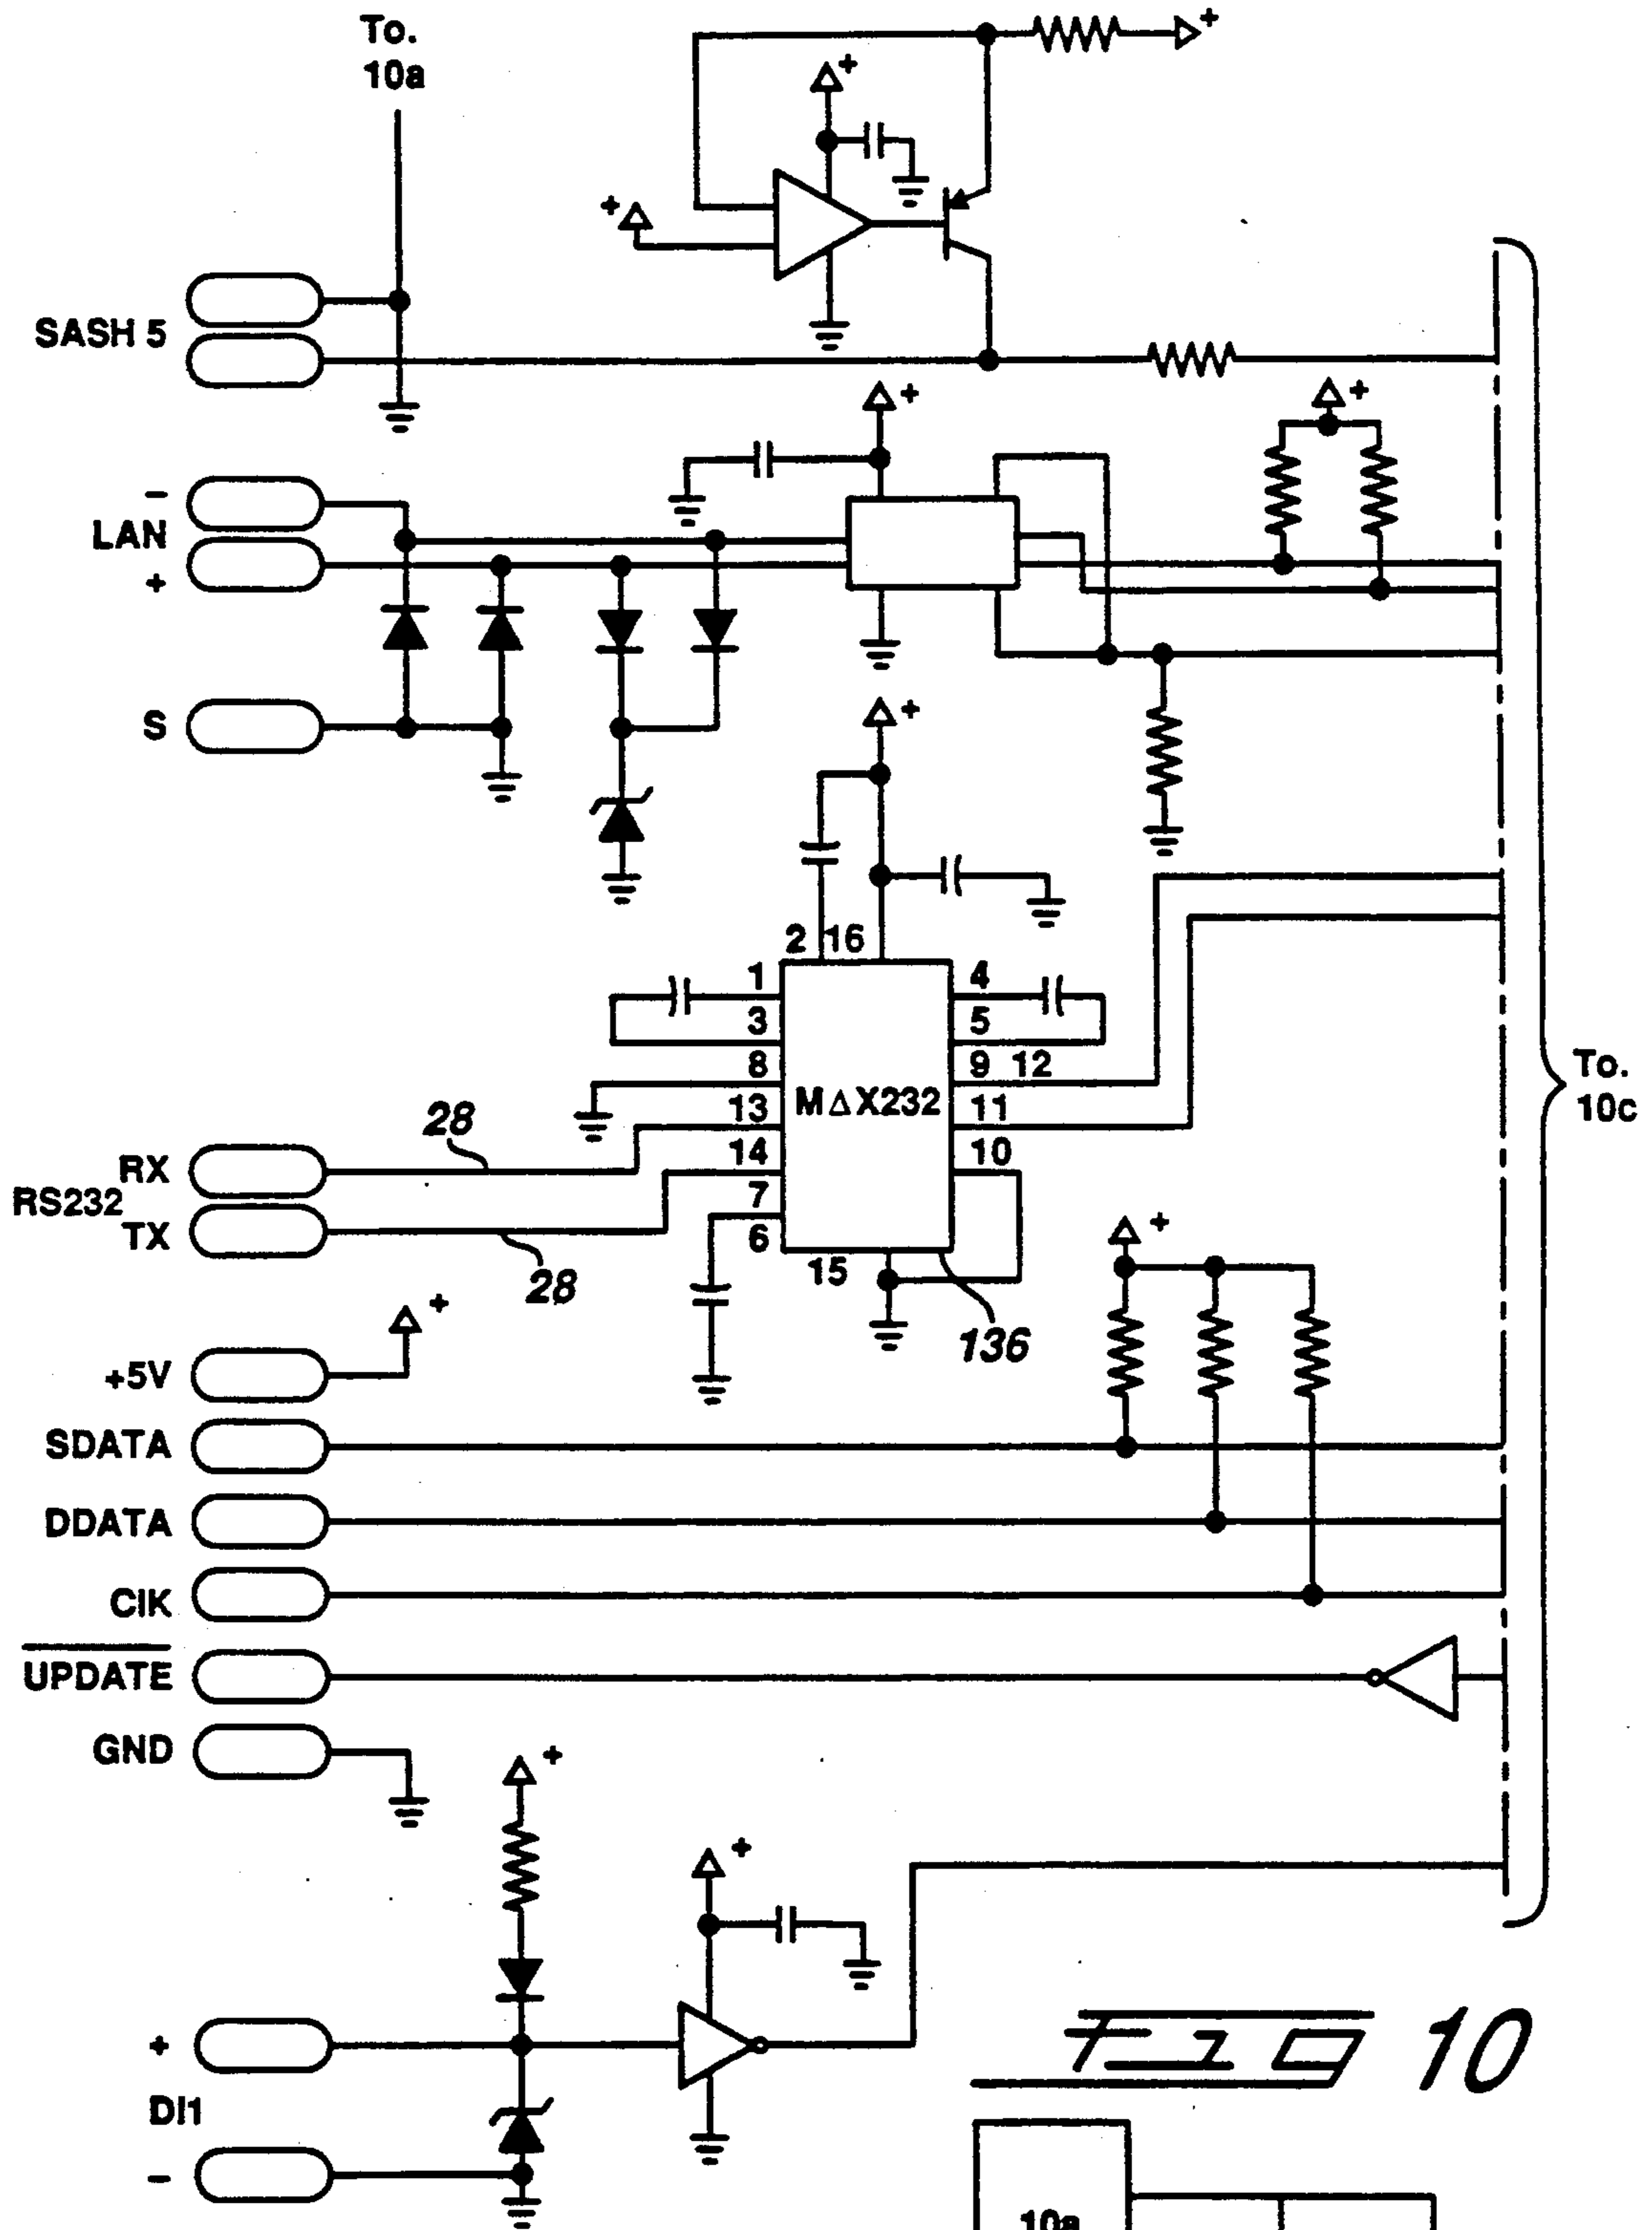 To.
10a
+
+
+
SASH 5
+
+
−
LAN
+
S
+
2 16
1
3
8
13
14
7
6
15
4
5
9 12
11
10
MΔX232
136
To.
10c
28
RX
RS232
TX
28
+
+
+5V
SDATA
DDATA
ClK
UPDATE
GND
+
+
+
DI1
−
Fig 10
10a